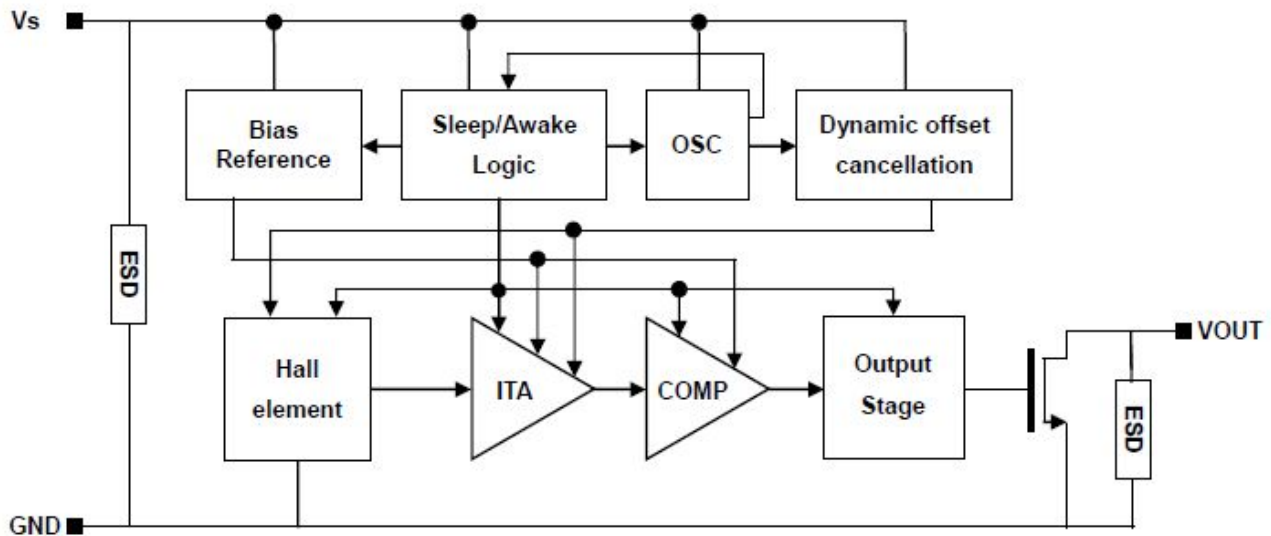 Vs
Bias
Reference
Sleep/Awake
Logic
OSC
Dynamic offset
cancellation
ESD
Hall
element
ITA
COMP
Output
Stage
VOUT
ESD
GND